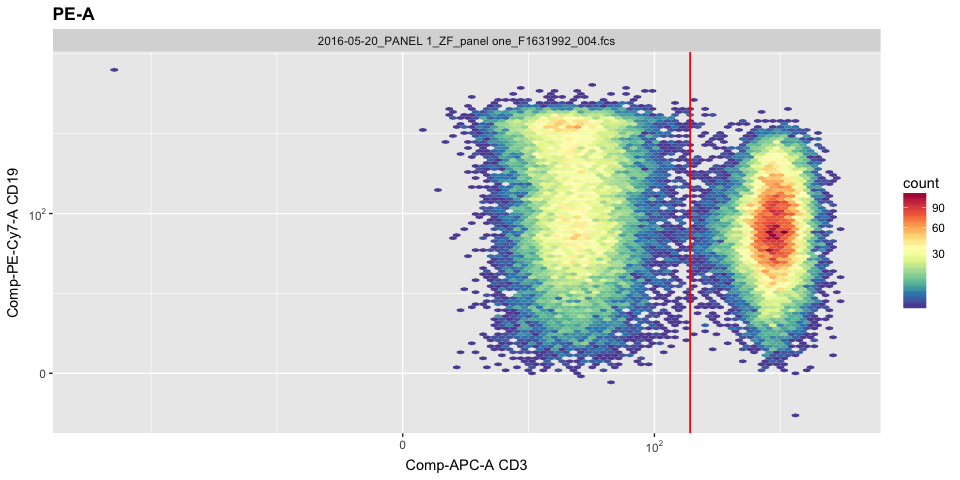 PE-A
2016-05-20_PANEL 1_ZF_panel one_F1631992_004.fcs
Comp-PE-Cy7-A CD19
10²
0
0
10²
Comp-APC-A CD3
count
90
60
30